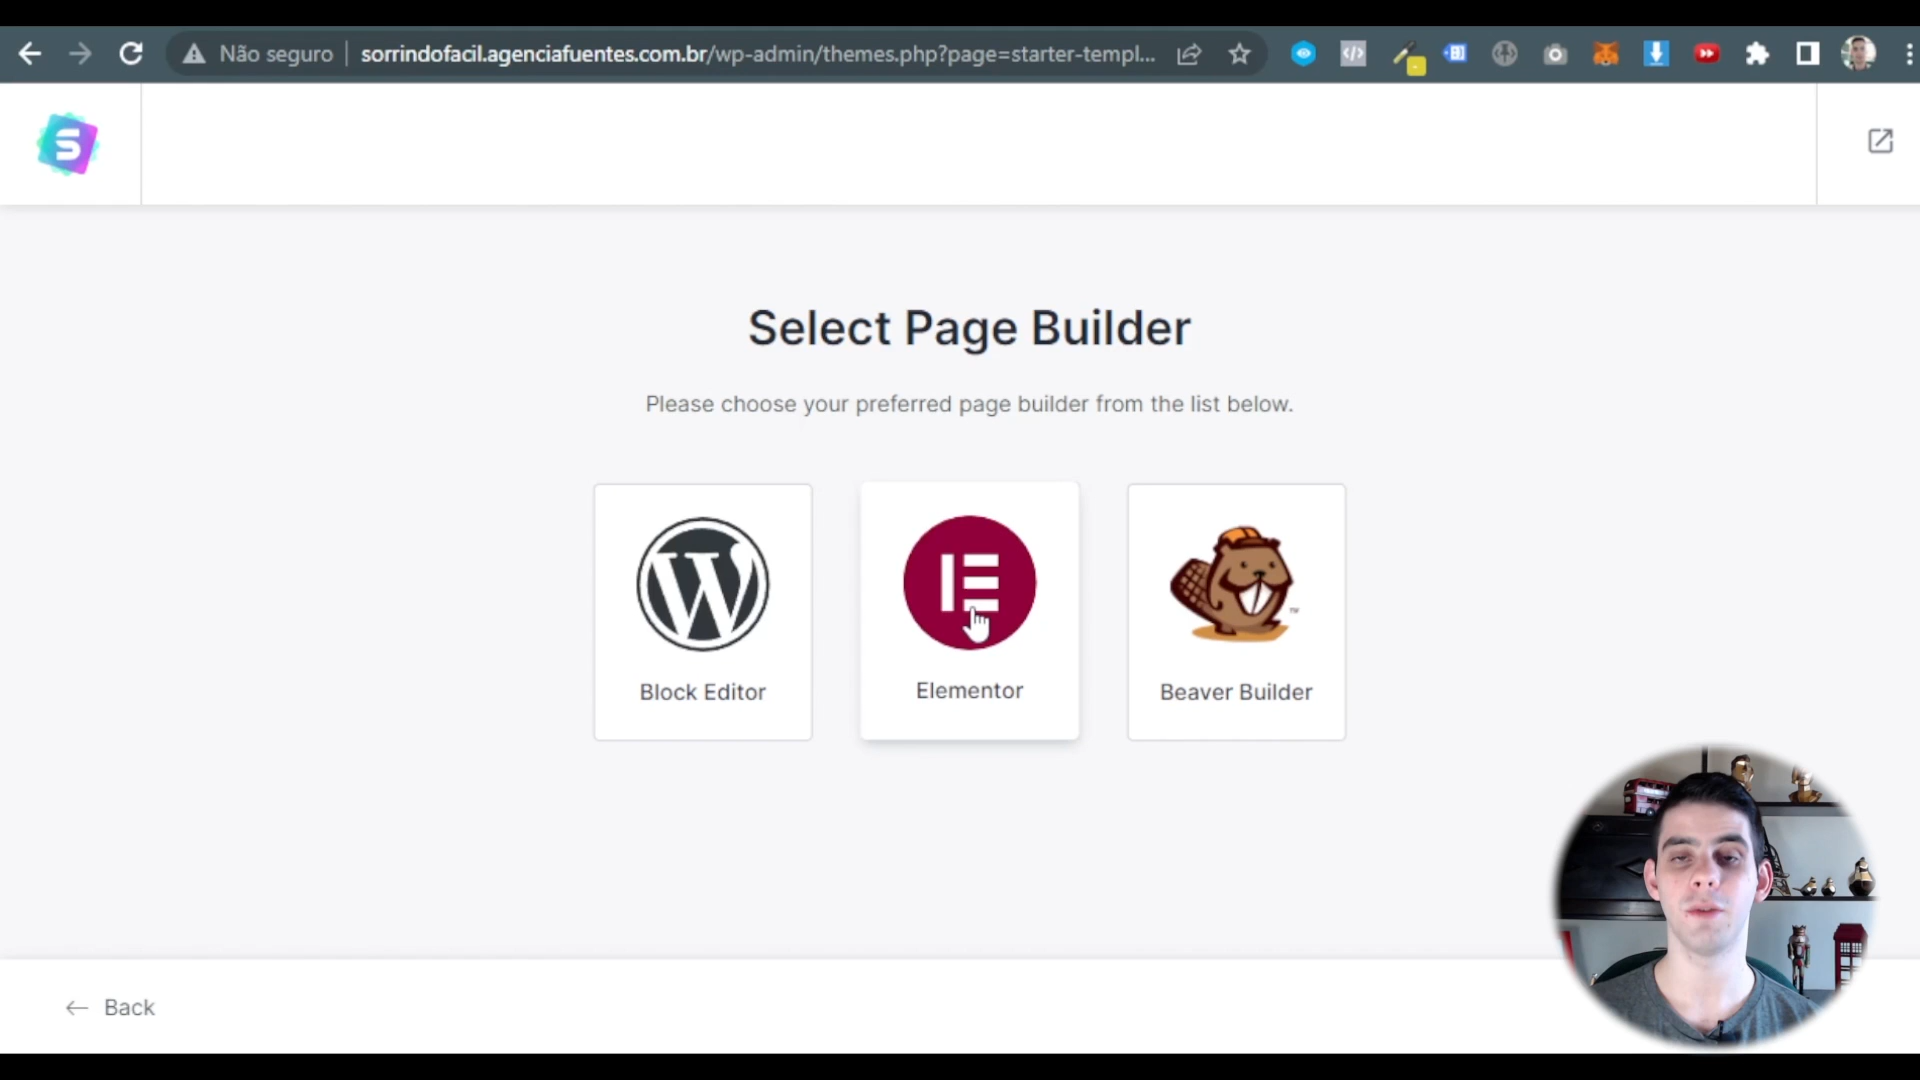 Não seguro
sorrindofacil.agenciafuentes.com.br/wp-admin/themes.php?page=starter-templ...
S
Select Page Builder
Please choose your preferred page builder from the list below.
Block Editor
Elementor
Beaver Builder
TM
Back